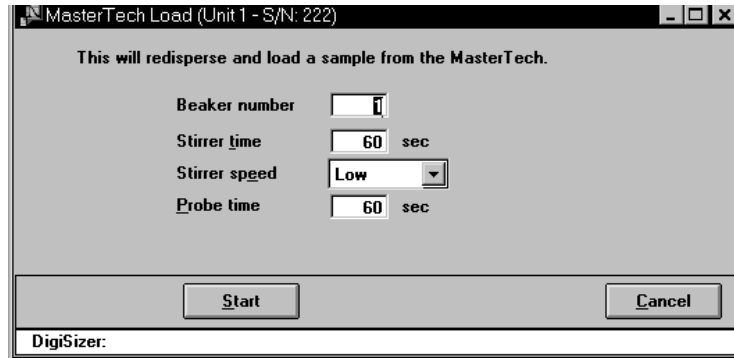 MasterTech Load (Unit 1 - S/N: 222)
This will redisperse and load a sample from the MasterTech.
Beaker number 1
Stirrer time 60 sec
Stirrer speed Low
Probe time 60 sec
Start Cancel
DigiSizer: